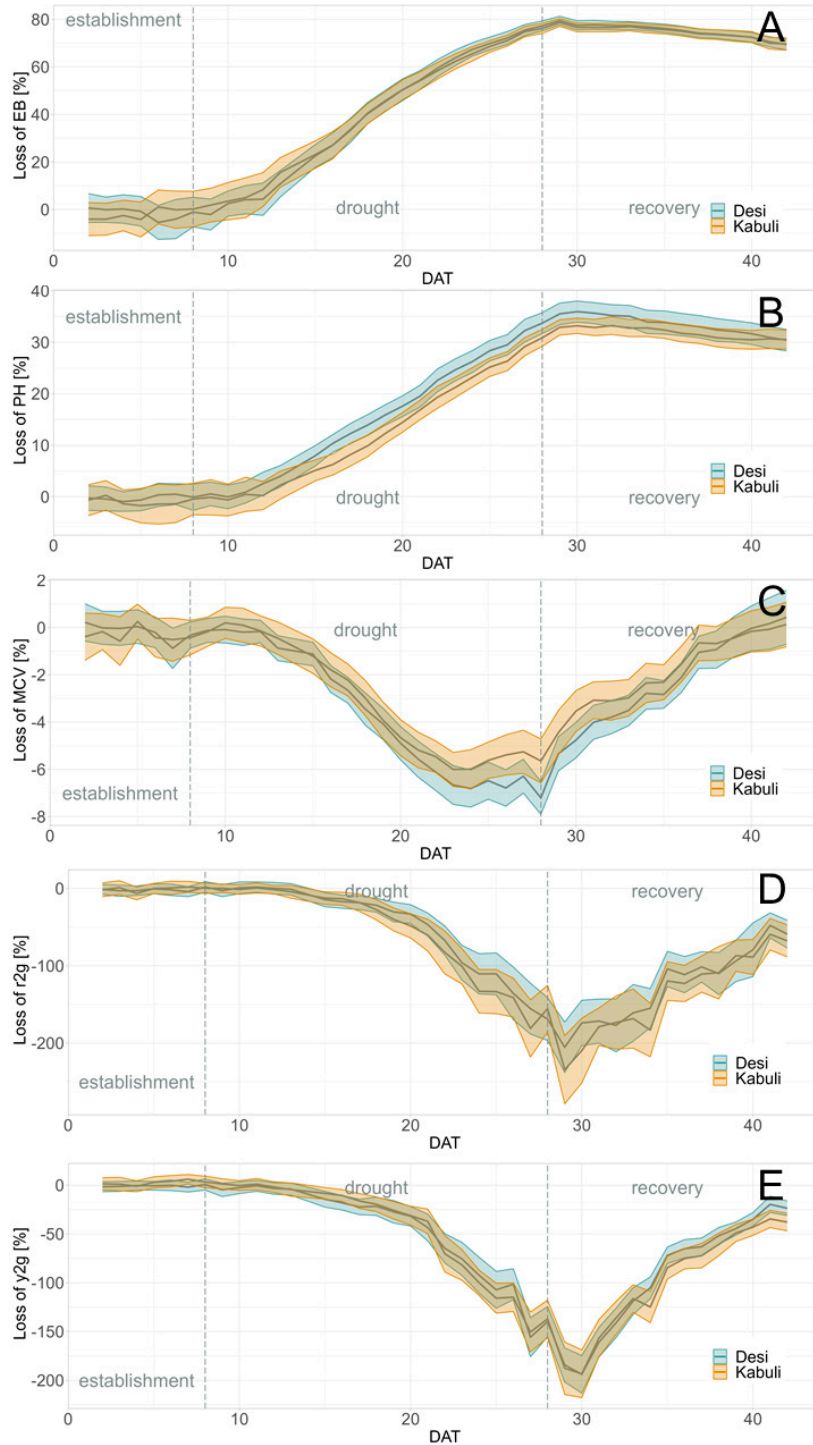 A
establishment
80
60
40
20
0
Loss of EB [%]
drought
recovery
Desi
Kabuli
0
10
20
30
40
DAT
B
establishment
40
30
20
10
0
Loss of PH [%]
drought
recovery
Desi
Kabuli
0
10
20
30
40
DAT
C
2
0
-2
-4
-6
-8
Loss of MCV [%]
drought
recovery
establishment
Desi
Kabuli
0
10
20
30
40
DAT
D
0
-100
-200
Loss of r2g [%]
drought
recovery
establishment
Desi
Kabuli
0
10
20
30
40
DAT
E
0
-50
-100
-150
-200
Loss of y2g [%]
drought
recovery
establishment
Desi
Kabuli
0
10
20
30
40
DAT